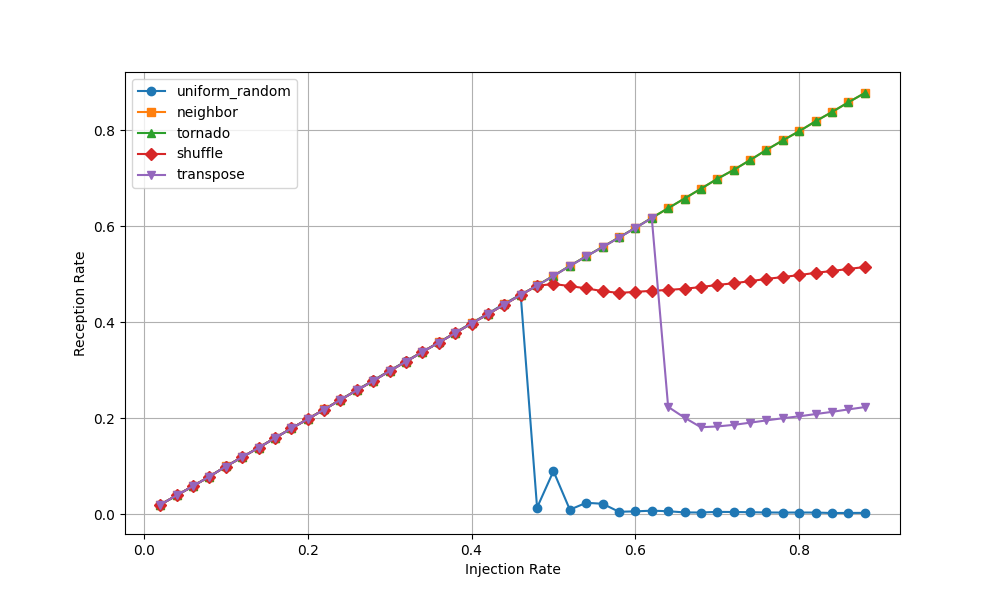 uniform_random
neighbor
tornado
shuffle
transpose
Reception Rate
0.8
0.6
0.4
0.2
0.0
0.0 0.2 0.4 0.6 0.8
Injection Rate